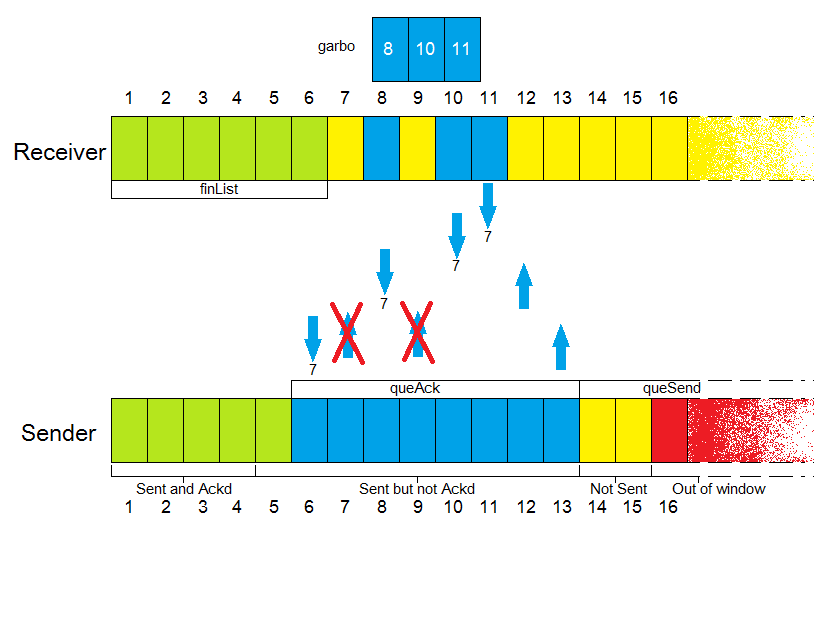 garbo
8 10 11
1 2 3 4 5 6 7 8 9 10 11 12 13 14 15 16
Receiver
finList
7
7
7
7
queAck queSend
Sender
Sent and Ackd Sent but not Ackd Not Sent Out of window
1 2 3 4 5 6 7 8 9 10 11 12 13 14 15 16